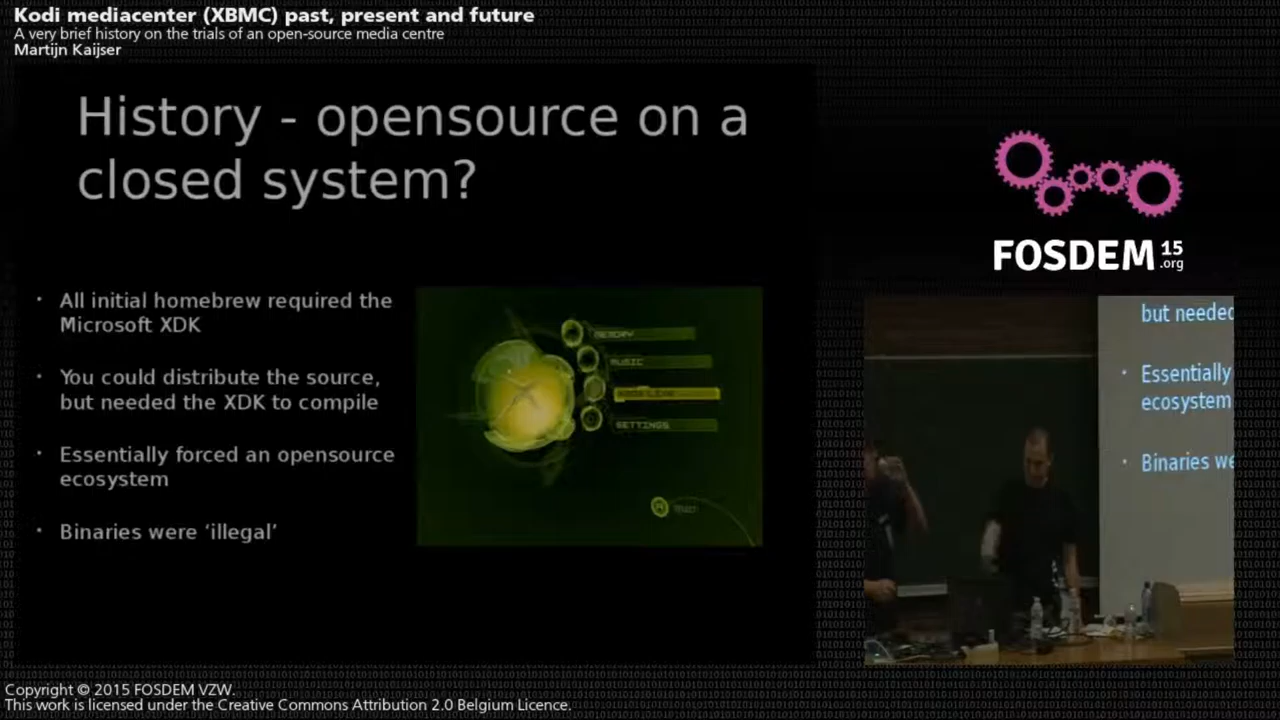 Kodi mediacenter (XBMC) past, present and future
A very brief history on the trials of an open-source media centre
Martijn Kaijser
History - opensource on a
closed system?
· All initial homebrew required the
Microsoft XDK
· You could distribute the source,
but needed the XDK to compile
· Essentially forced an opensource
ecosystem
· Binaries were ‘illegal’
MEMORY
MUSIC
XBOX LIVE
SETTINGS
FOSDEM 15
.org
but needed
· Essentially
ecosystem
· Binaries we
Copyright © 2015 FOSDEM VZW.
This work is licensed under the Creative Commons Attribution 2.0 Belgium Licence.